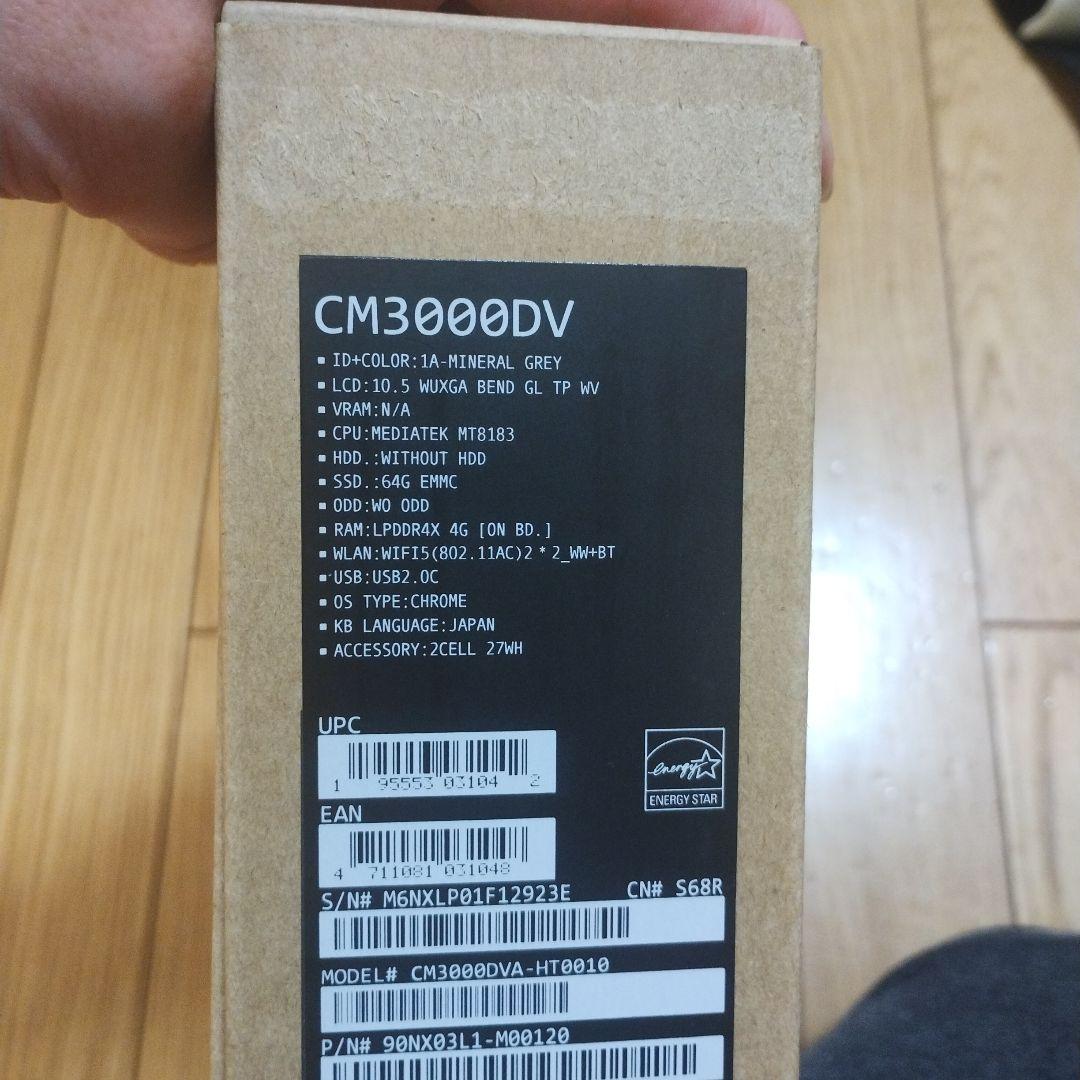 CM3000DV
▪ ID+COLOR:1A-MINERAL GREY
▪ LCD:10.5 WUXGA BEND GL TP WV
▪ VRAM:N/A
▪ CPU:MEDIATEK MT8183
▪ HDD.:WITHOUT HDD
▪ SSD.:64G EMMC
▪ ODD:WO ODD
▪ RAM:LPDDR4X 4G [ON BD.]
▪ WLAN:WIFI5(802.11AC)2*2_WW+BT
▪ USB:USB2.0C
▪ OS TYPE:CHROME
▪ KB LANGUAGE:JAPAN
▪ ACCESSORY:2CELL 27WH
UPC
1 95553 03104 2
energy
ENERGY STAR
EAN
4 711081 031048
S/N# M6NXLP01F12923E CN# S68R
MODEL# CM3000DVA-HT0010
P/N# 90NX03L1-M00120